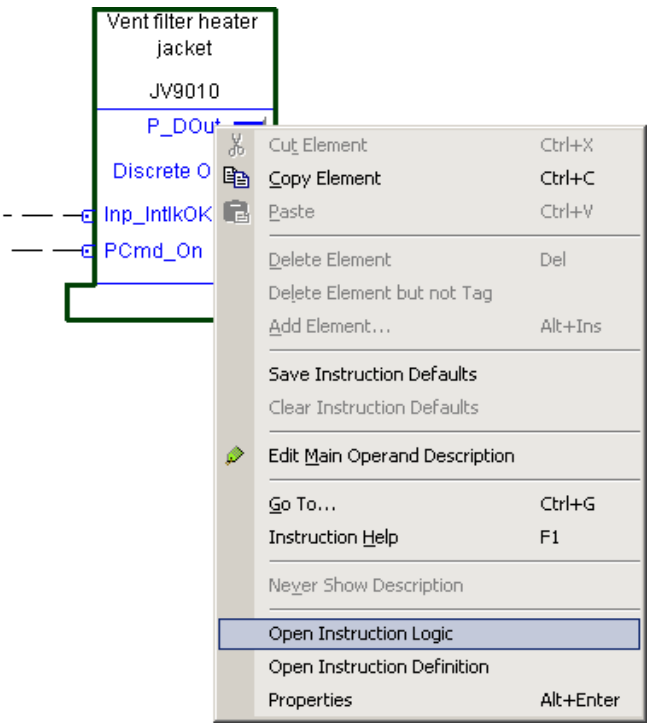 Vent filter heater
jacket
JV9010
P_DOut
Discrete O
Inp_IntlkOK
PCmd_On
Cut Element Ctrl+X
Copy Element Ctrl+C
Paste Ctrl+V
Delete Element Del
Delete Element but not Tag
Add Element... Alt+Ins
Save Instruction Defaults
Clear Instruction Defaults
Edit Main Operand Description
Go To... Ctrl+G
Instruction Help F1
Never Show Description
Open Instruction Logic
Open Instruction Definition
Properties Alt+Enter